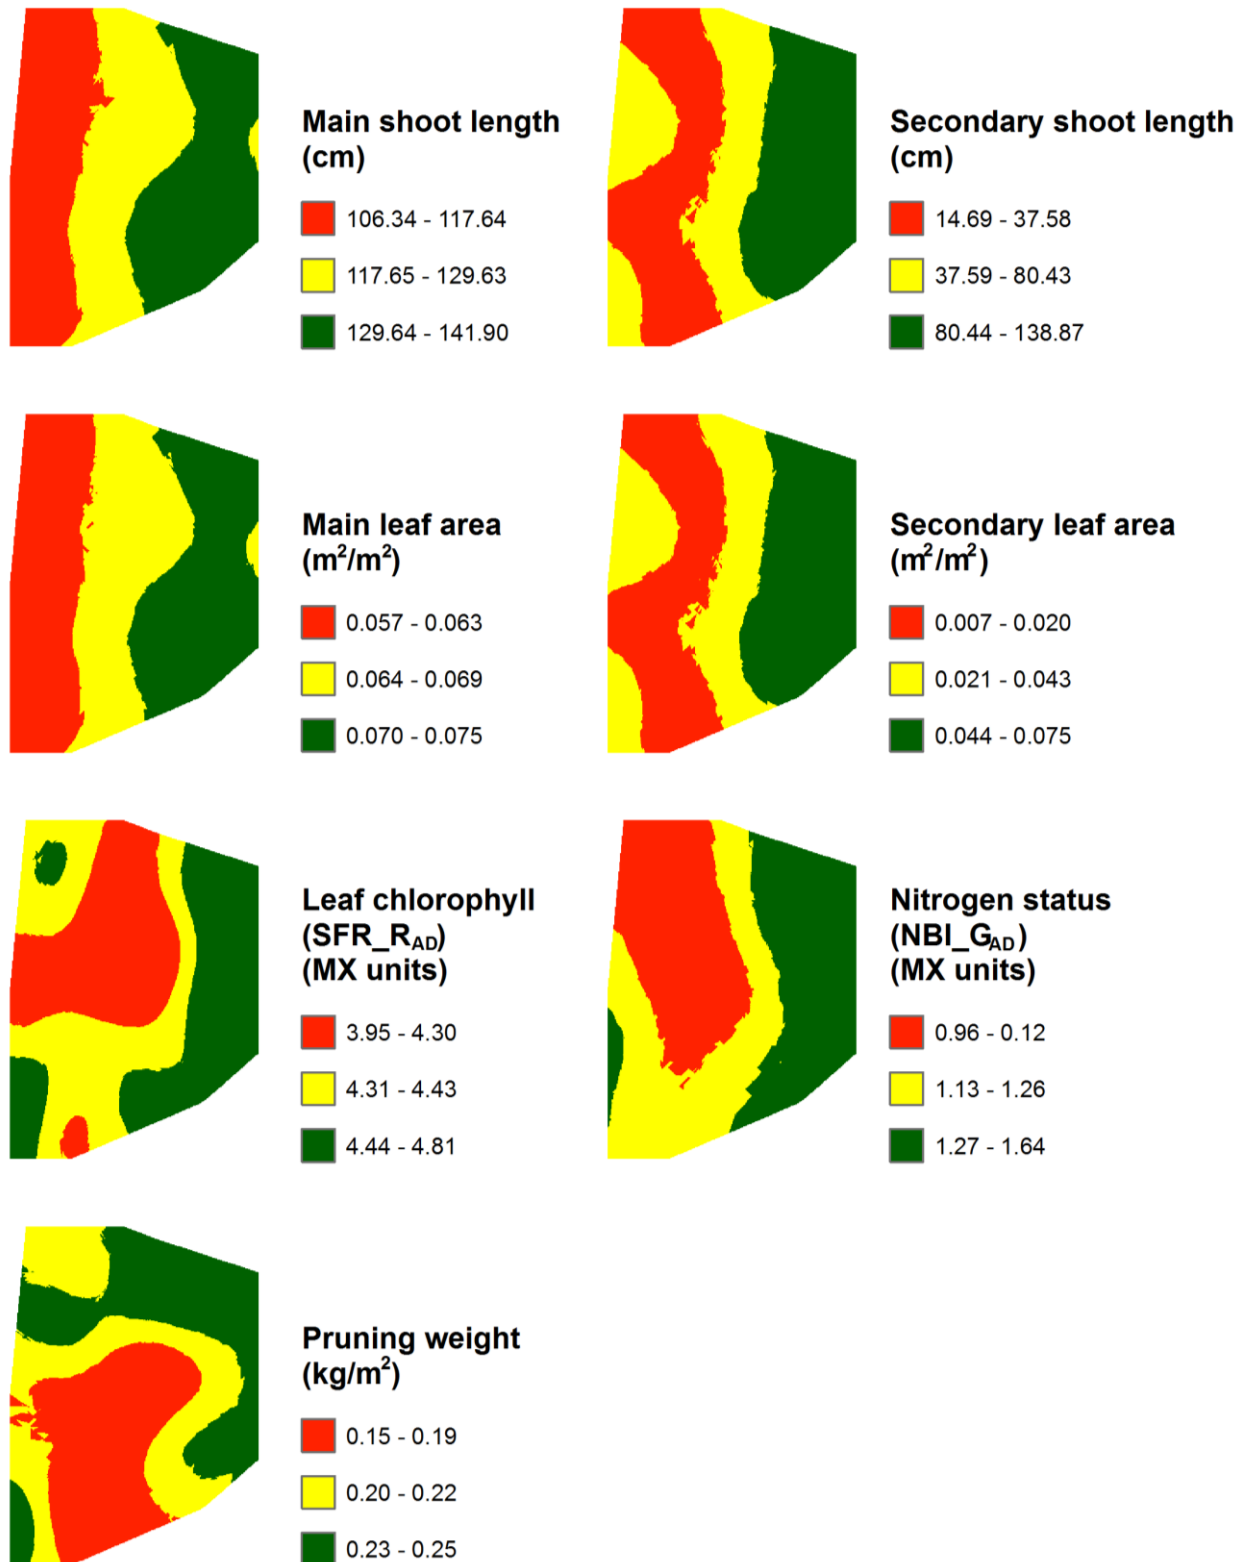 Main shoot length
(cm)
106.34 - 117.64
117.65 - 129.63
129.64 - 141.90
Secondary shoot length
(cm)
14.69 - 37.58
37.59 - 80.43
80.44 - 138.87
Main leaf area
(m²/m²)
0.057 - 0.063
0.064 - 0.069
0.070 - 0.075
Secondary leaf area
(m²/m²)
0.007 - 0.020
0.021 - 0.043
0.044 - 0.075
Leaf chlorophyll
(SFR_R_AD)
(MX units)
3.95 - 4.30
4.31 - 4.43
4.44 - 4.81
Nitrogen status
(NBI_G_AD)
(MX units)
0.96 - 0.12
1.13 - 1.26
1.27 - 1.64
Pruning weight
(kg/m²)
0.15 - 0.19
0.20 - 0.22
0.23 - 0.25